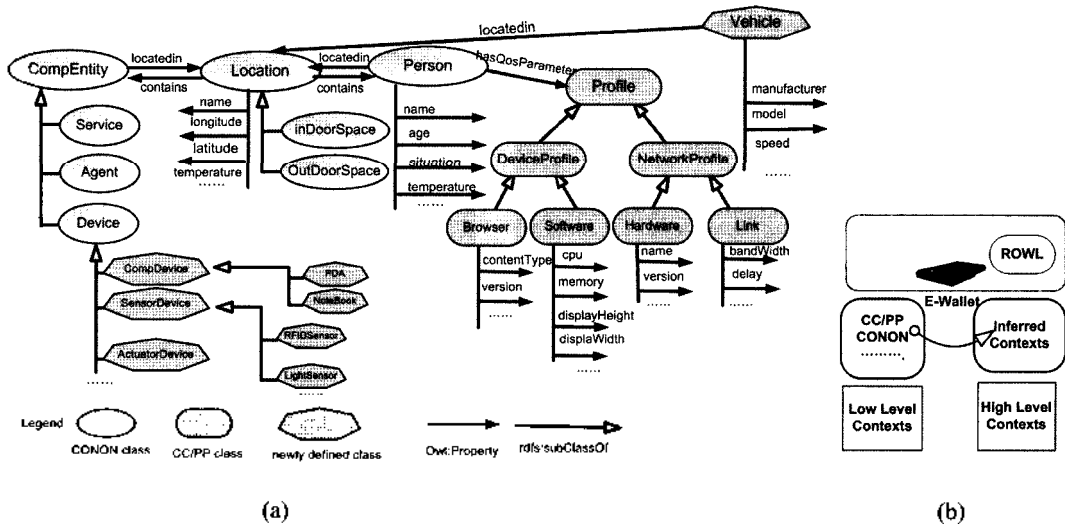 Vehicle
locatedin
manufacturer
model
speed
......
CompEntity
locatedin
contains
Location
locatedin
contains
Person
hasQosParameter
Profile
Service
Agent
Device
name
longitude
latitude
temperature
......
inDoorSpace
OutDoorSpace
name
age
situation
temperature
......
DeviceProfile
NetworkProfile
Browser
Software
Hardware
Link
contentType
version
......
cpu
memory
displayHeight
displaWidth
......
name
version
......
bandWidth
delay
......
CompDevice
SensorDevice
ActuatorDevice
......
PDA
NoteBook
RFIDSensor
LightSensor
......
Legend
CONON class
CC/PP class
newly defined class
Owl:Property
rdfs:subClassOf
(a)
ROWL
E-Wallet
CC/PP
CONON
.........
Inferred
Contexts
Low Level
Contexts
High Level
Contexts
(b)